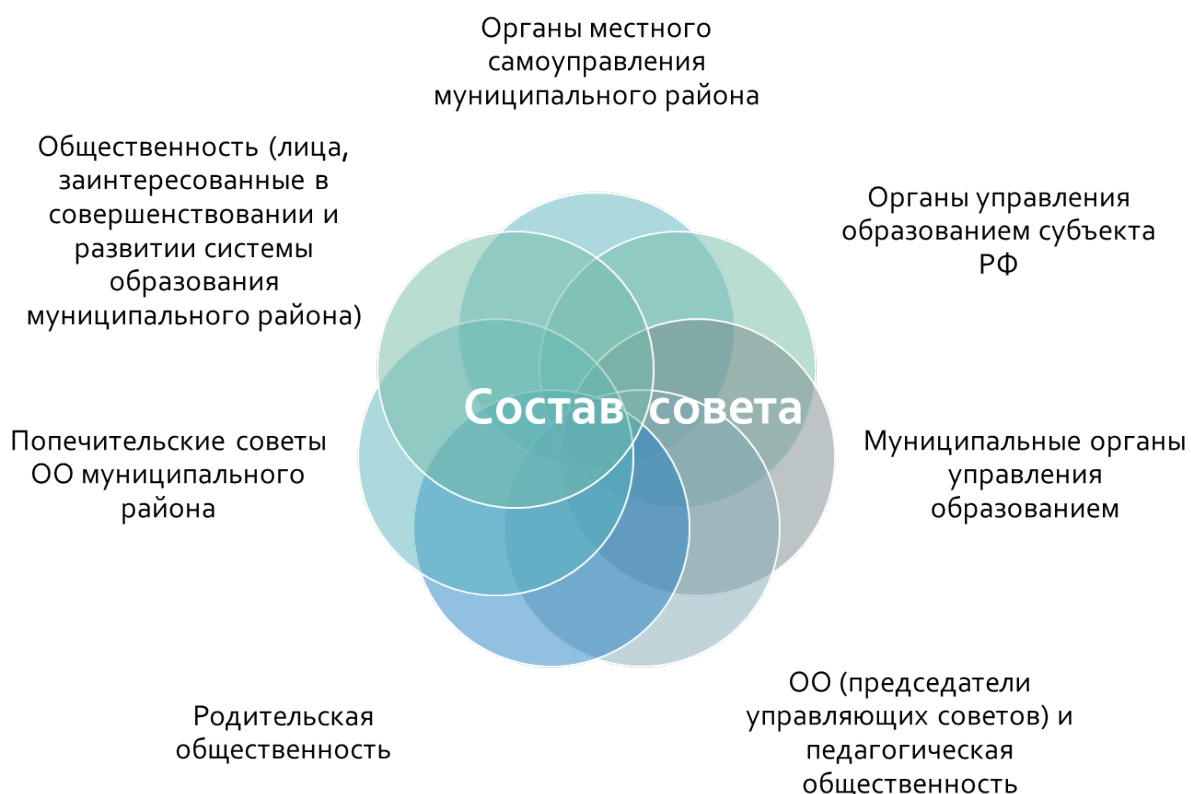 Органы местного
самоуправления
муниципального района
Общественность (лица,
заинтересованные в
совершенствовании и
развитии системы
образования
муниципального района)
Органы управления
образованием субъекта
РФ
Состав совета
Попечительские советы
ОО муниципального
района
Муниципальные органы
управления
образованием
Родительская
общественность
ОО (председатели
управляющих советов) и
педагогическая
общественность